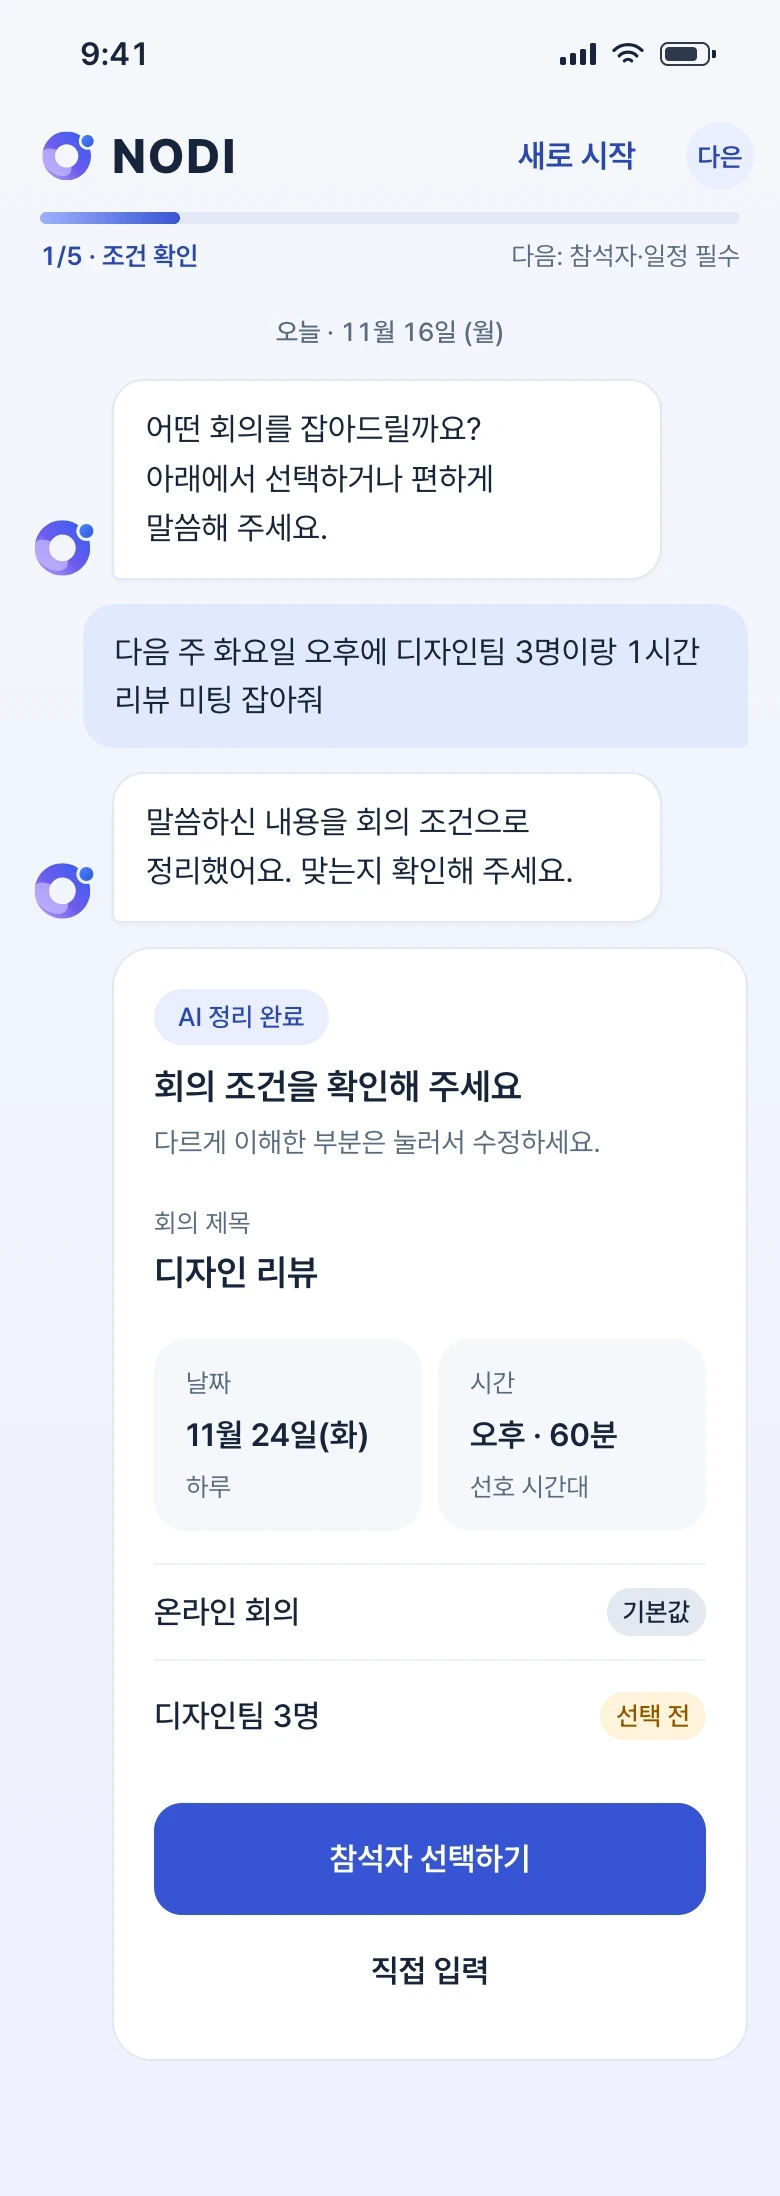 9:41
NODI
새로 시작
다은
1/5 · 조건 확인
다음: 참석자·일정 필수
오늘 · 11월 16일 (월)
어떤 회의를 잡아드릴까요?
아래에서 선택하거나 편하게
말씀해 주세요.
다음 주 화요일 오후에 디자인팀 3명이랑 1시간
리뷰 미팅 잡아줘
말씀하신 내용을 회의 조건으로
정리했어요. 맞는지 확인해 주세요.
AI 정리 완료
회의 조건을 확인해 주세요
다르게 이해한 부분은 눌러서 수정하세요.
회의 제목
디자인 리뷰
날짜
11월 24일(화)
하루
시간
오후 · 60분
선호 시간대
온라인 회의
기본값
디자인팀 3명
선택 전
참석자 선택하기
직접 입력